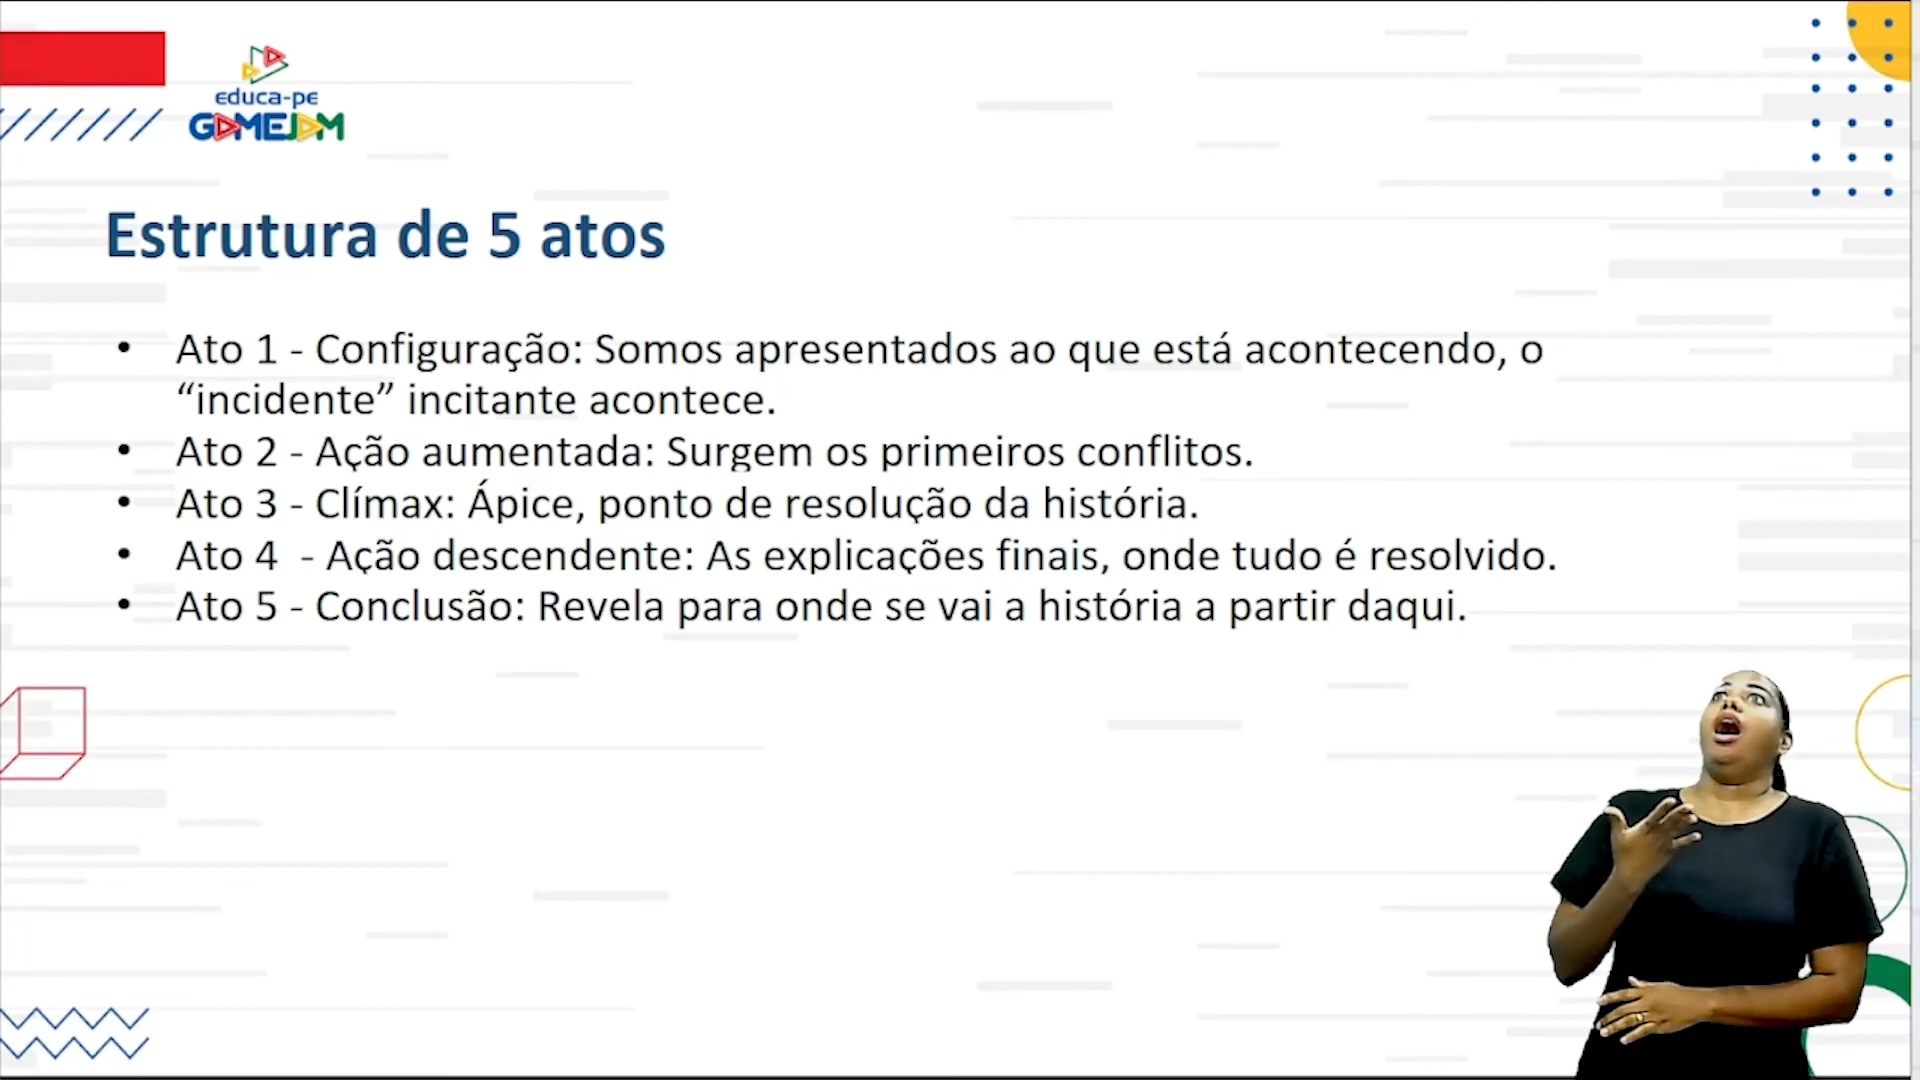 educa-pe
GAMEJAM
Estrutura de 5 atos
• Ato 1 - Configuração: Somos apresentados ao que está acontecendo, o
“incidente” incitante acontece.
• Ato 2 - Ação aumentada: Surgem os primeiros conflitos.
• Ato 3 - Clímax: Ápice, ponto de resolução da história.
• Ato 4  - Ação descendente: As explicações finais, onde tudo é resolvido.
• Ato 5 - Conclusão: Revela para onde se vai a história a partir daqui.